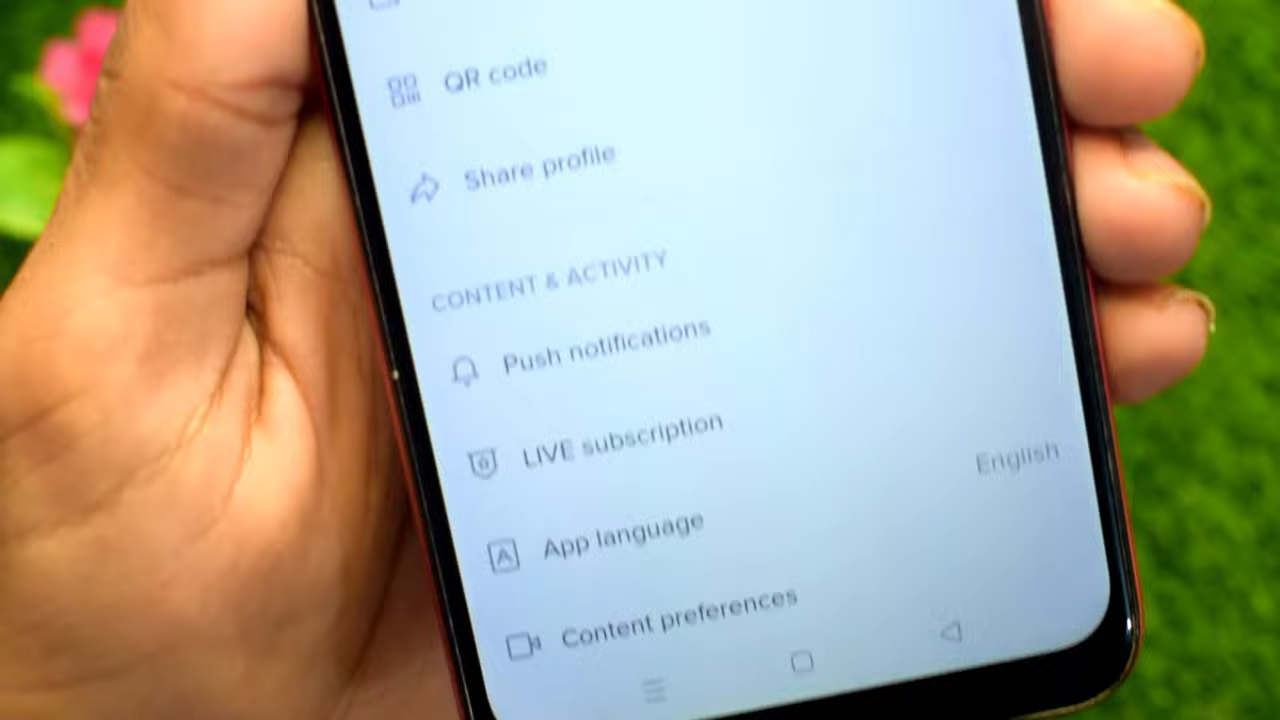 QR code
Share profile
CONTENT & ACTIVITY
Push notifications
LIVE subscription
App language
English
Content preferences